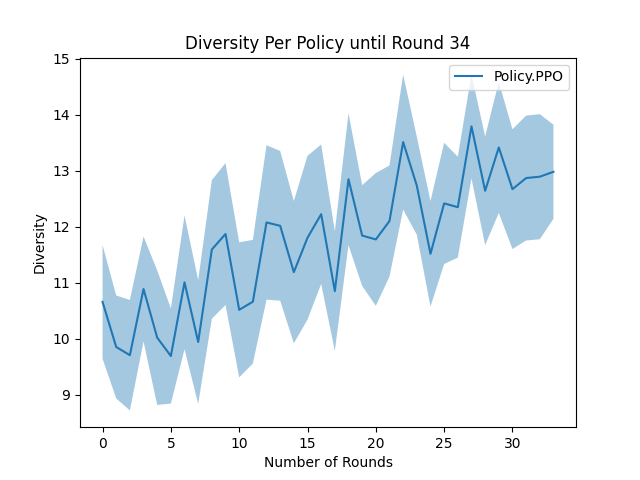 Diversity Per Policy until Round 34
Policy.PPO
Diversity
15
14
13
12
11
10
9
0 5 10 15 20 25 30
Number of Rounds